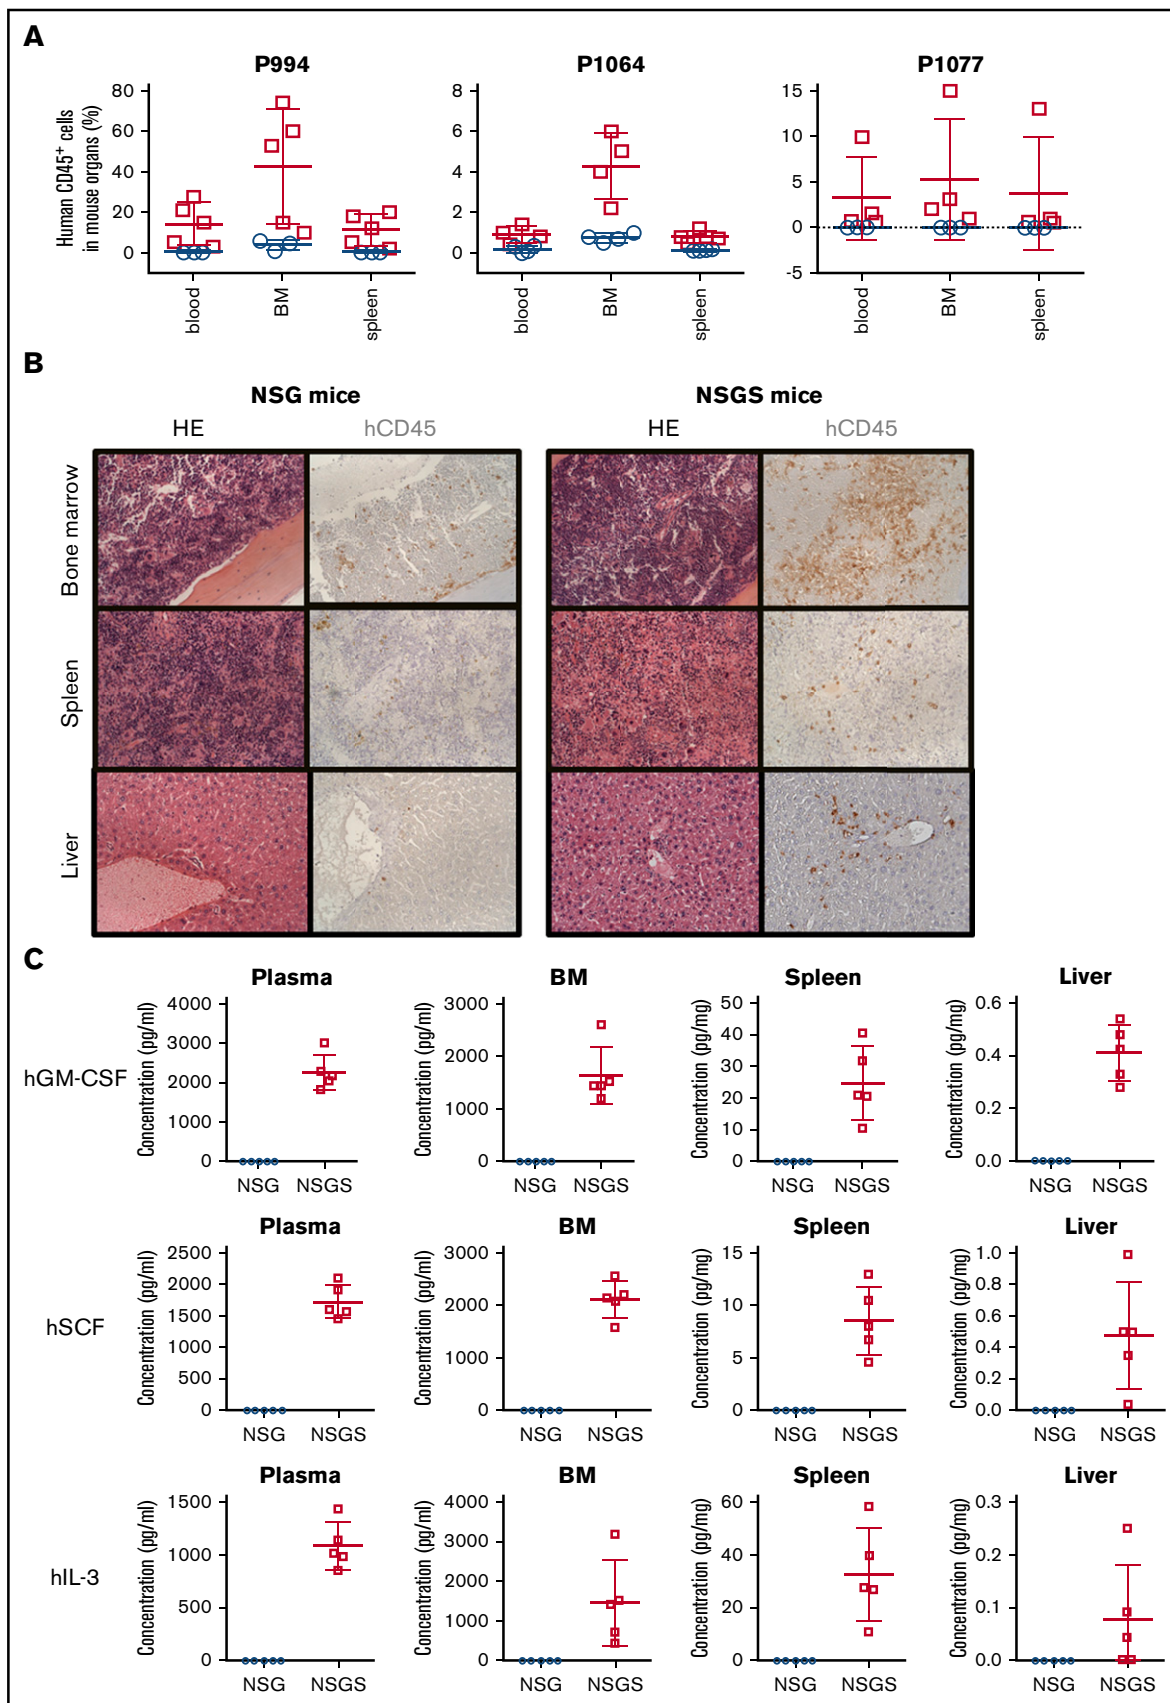 A
P994
P1064
P1077
Human CD45+ cells
in mouse organs (%)
80
60
40
20
0
blood
BM
spleen
8
6
4
2
0
blood
BM
spleen
15
10
5
0
-5
blood
BM
spleen
B
NSG mice
NSGS mice
HE
hCD45
HE
hCD45
Bone marrow
Spleen
Liver
C
hGM-CSF
Plasma
Concentration (pg/ml)
4000
3000
2000
1000
0
NSG
NSGS
BM
Concentration (pg/ml)
3000
2000
1000
0
NSG
NSGS
Spleen
Concentration (pg/mg)
50
40
30
20
10
0
NSG
NSGS
Liver
Concentration (pg/mg)
0.6
0.4
0.2
0.0
NSG
NSGS
hSCF
Plasma
Concentration (pg/ml)
2500
2000
1500
1000
500
0
NSG
NSGS
BM
Concentration (pg/ml)
3000
2000
1000
0
NSG
NSGS
Spleen
Concentration (pg/mg)
15
10
5
0
NSG
NSGS
Liver
Concentration (pg/mg)
1.0
0.8
0.6
0.4
0.2
0.0
NSG
NSGS
hIL-3
Plasma
Concentration (pg/ml)
1500
1000
500
0
NSG
NSGS
BM
Concentration (pg/ml)
4000
3000
2000
1000
0
NSG
NSGS
Spleen
Concentration (pg/mg)
60
40
20
0
NSG
NSGS
Liver
Concentration (pg/mg)
0.3
0.2
0.1
0.0
NSG
NSGS